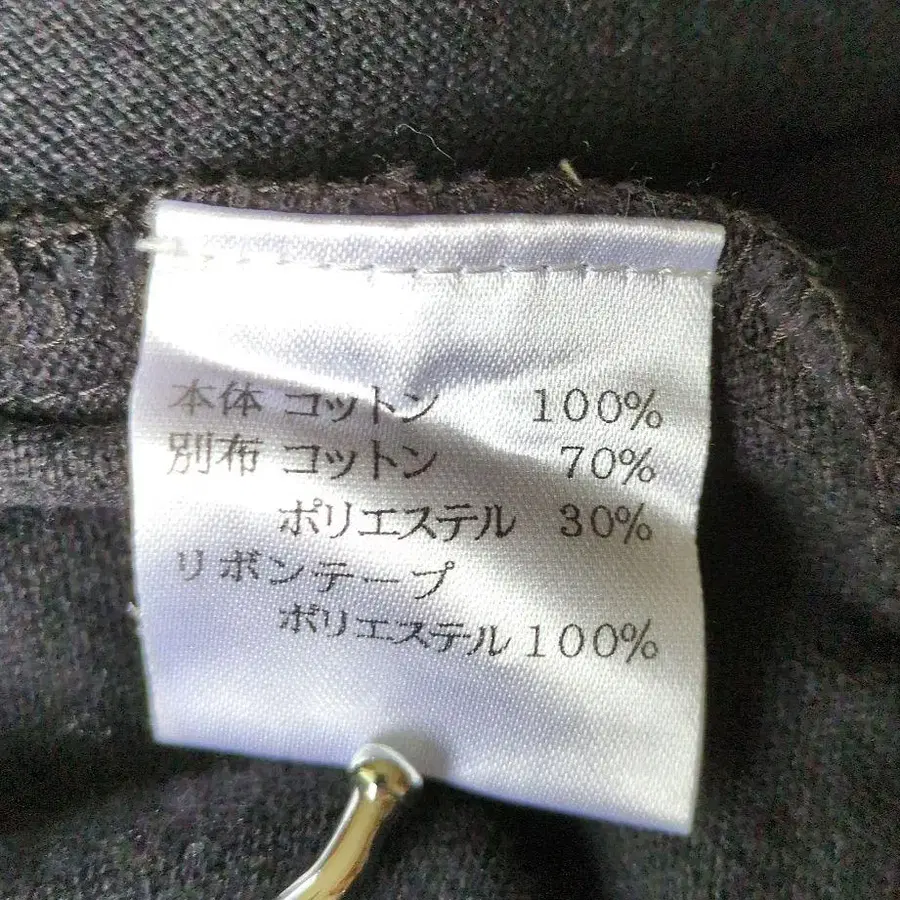 本体 コットン 100%
別布 コットン 70%
ポリエステル 30%
リボンテープ
ポリエステル 100%